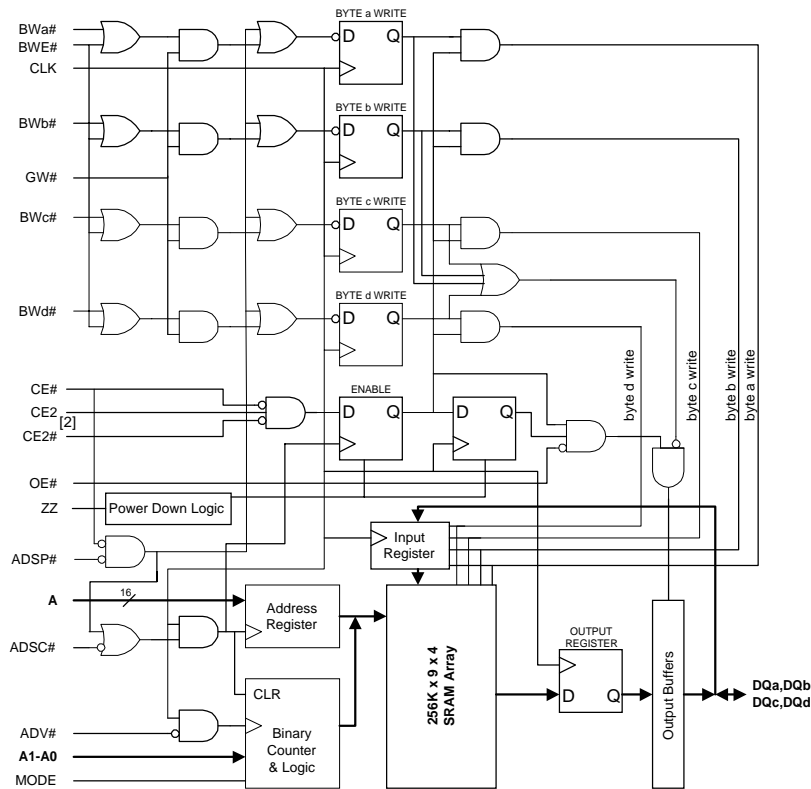 BYTE a WRITE
BWa#
BWE#
D Q
CLK
BYTE b WRITE
BWb#
D Q
GW#
BYTE c WRITE
BWc#
D Q
BYTE d WRITE
BWd#
D Q
byte d write
byte c write
byte b write
byte a write
CE#
ENABLE
CE2
D Q
D Q
[2]
CE2#
OE#
ZZ
Power Down Logic
Input
Register
ADSP#
A
16
Address
Register
ADSC#
OUTPUT
REGISTER
256K x 9 x 4
SRAM Array
CLR
D Q
Output Buffers
DQa,DQb
DQc,DQd
ADV#
Binary
Counter
& Logic
A1-A0
MODE